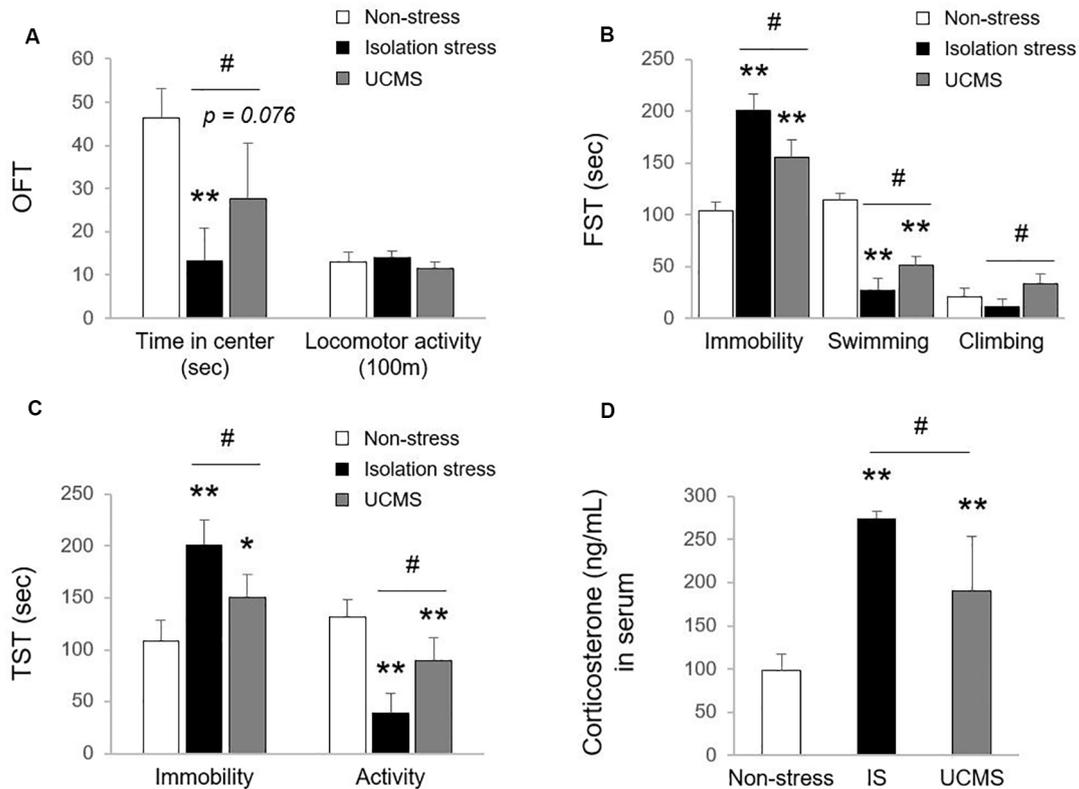 A
Non-stress
Isolation stress
UCMS
#
p = 0.076
**
OFT
60
50
40
30
20
10
0
Time in center
(sec)
Locomotor activity
(100m)
B
Non-stress
Isolation stress
UCMS
#
**
**
#
**
**
#
FST (sec)
250
200
150
100
50
0
Immobility
Swimming
Climbing
C
Non-stress
Isolation stress
UCMS
#
**
*
#
**
**
TST (sec)
250
200
150
100
50
0
Immobility
Activity
D
#
**
**
Corticosterone (ng/mL)
in serum
300
250
200
150
100
50
0
Non-stress
IS
UCMS